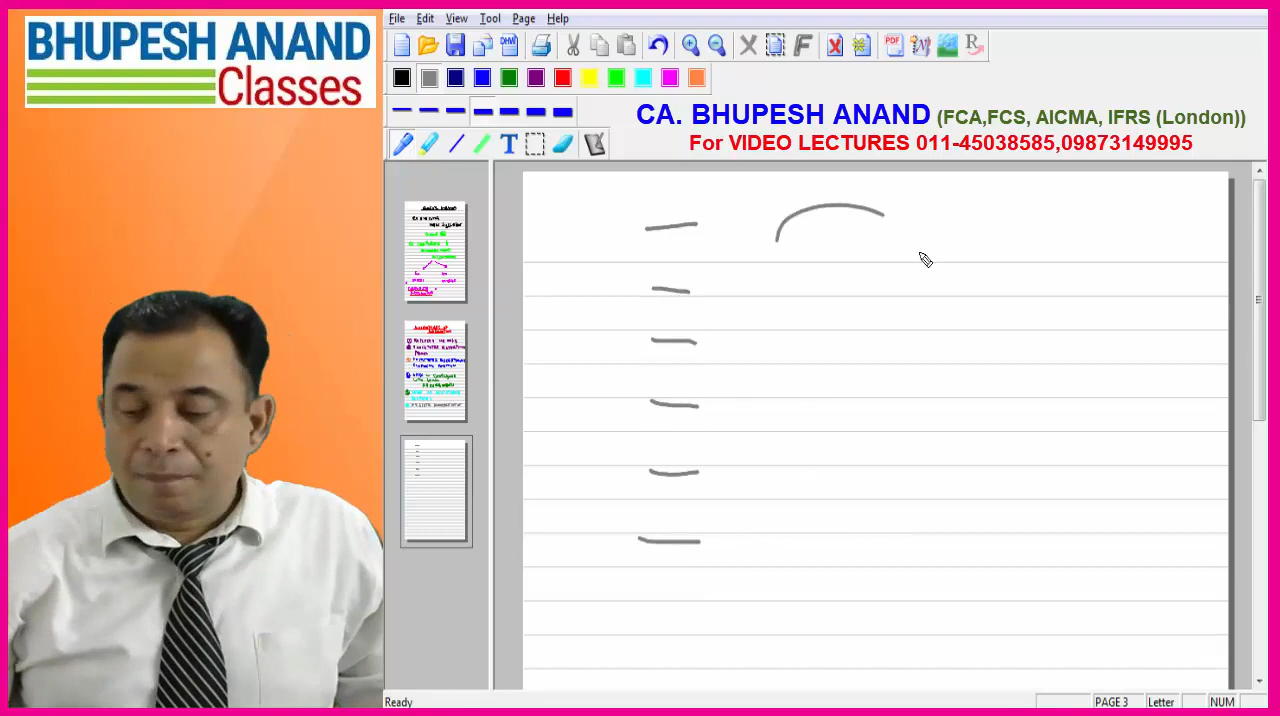 BHUPESH ANAND
Classes
File Edit View Tool Page Help
CA. BHUPESH ANAND (FCA,FCS, AICMA, IFRS (London))
For VIDEO LECTURES 011-45038585,09873149995
Ready PAGE 3 Letter NUM